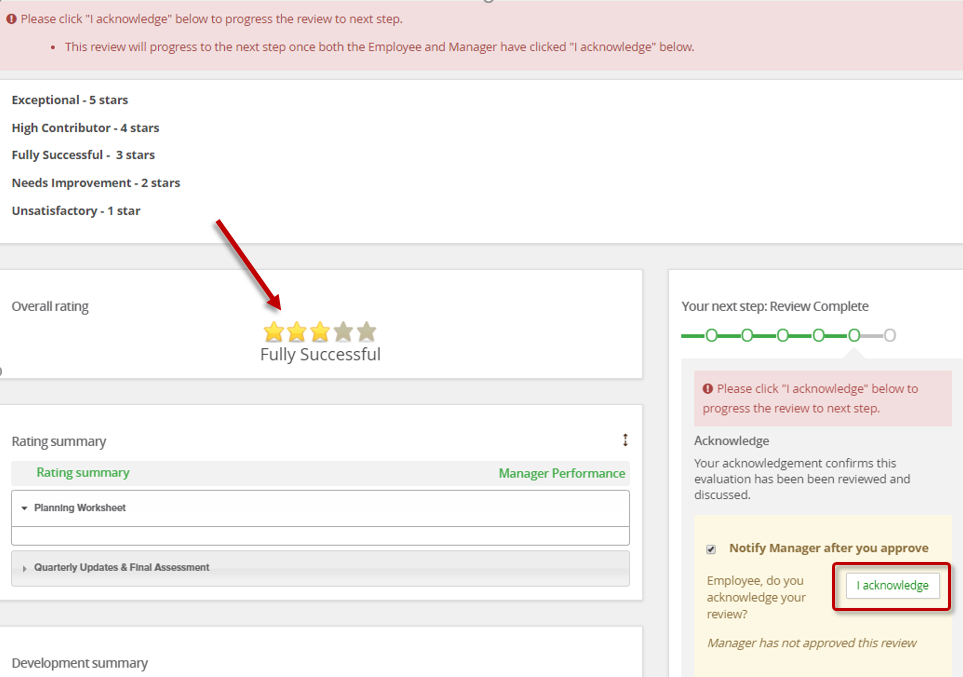 Please click "I acknowledge" below to progress the review to next step.
• This review will progress to the next step once both the Employee and Manager have clicked "I acknowledge" below.
Exceptional - 5 stars
High Contributor - 4 stars
Fully Successful -  3 stars
Needs Improvement - 2 stars
Unsatisfactory - 1 star
Overall rating
Fully Successful
Rating summary
Rating summary Manager Performance
Planning Worksheet
Quarterly Updates & Final Assessment
Development summary
Your next step: Review Complete
Please click "I acknowledge" below to
progress the review to next step.
Acknowledge
Your acknowledgement confirms this
evaluation has been been reviewed and
discussed.
Notify Manager after you approve
Employee, do you
acknowledge your
review?
I acknowledge
Manager has not approved this review